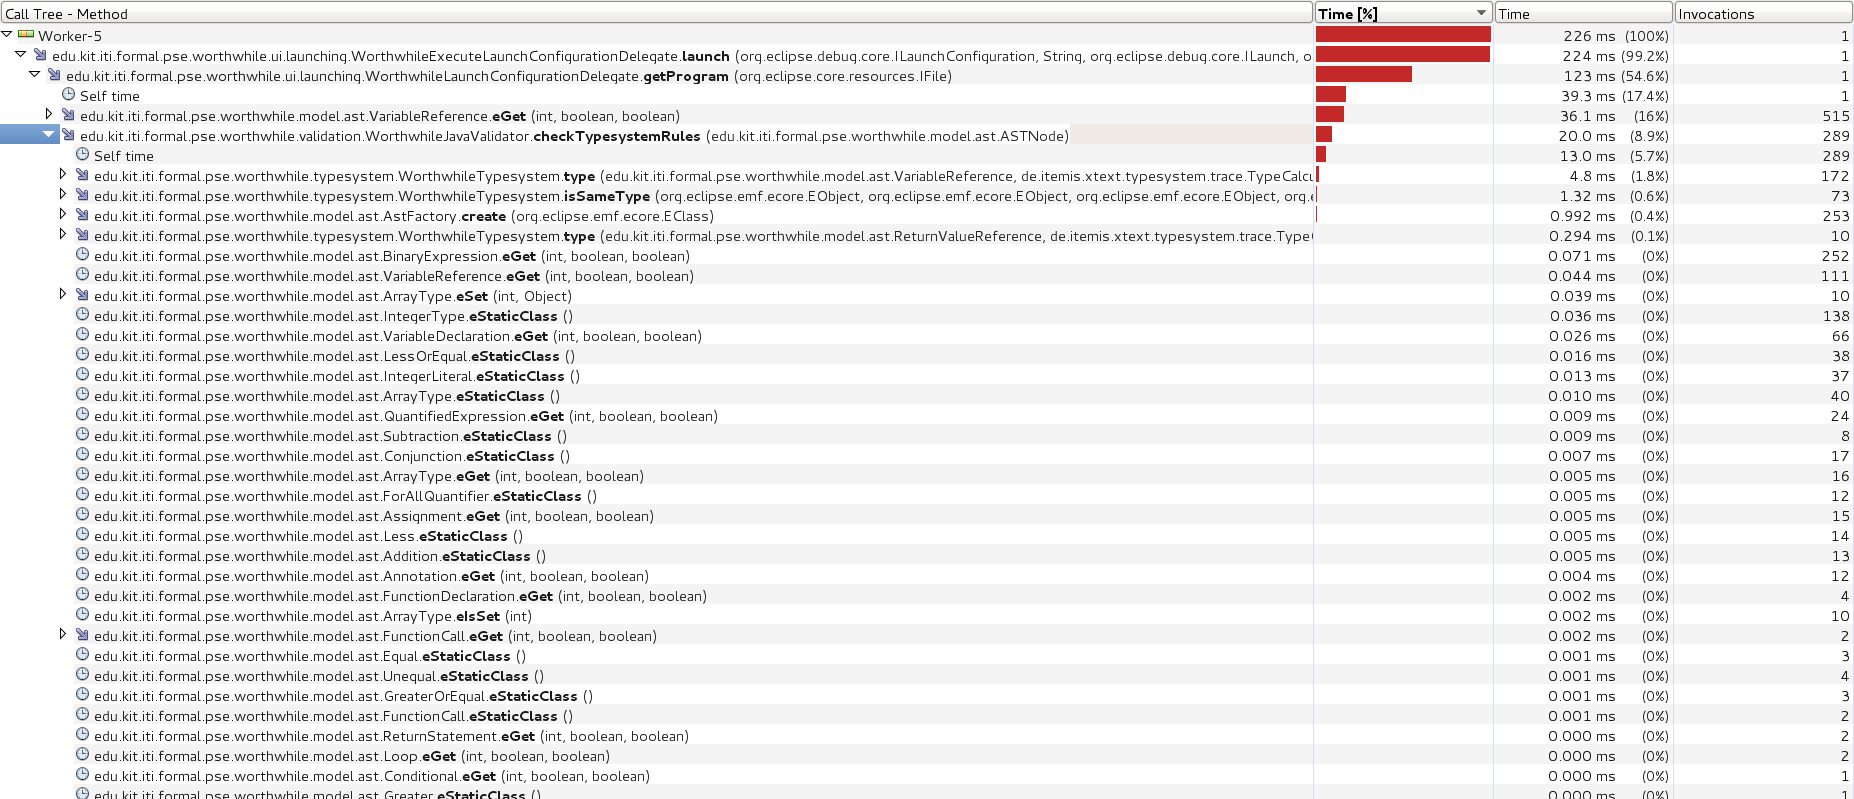 Call Tree - Method Time [%] Time Invocations
Worker-5 226 ms (100%) 1
edu.kit.iti.formal.pse.worthwhile.ui.launching.WorthwhileExecuteLaunchConfigurationDelegate.launch (org.eclipse.debug.core.ILaunchConfiguration, String, org.eclipse.debug.core.ILaunch, o 224 ms (99.2%) 1
edu.kit.iti.formal.pse.worthwhile.ui.launching.WorthwhileLaunchConfigurationDelegate.getProgram (org.eclipse.core.resources.IFile) 123 ms (54.6%) 1
Self time 39.3 ms (17.4%) 1
edu.kit.iti.formal.pse.worthwhile.model.ast.VariableReference.eGet (int, boolean, boolean) 36.1 ms (16%) 515
edu.kit.iti.formal.pse.worthwhile.validation.WorthwhileJavaValidator.checkTypesystemRules (edu.kit.iti.formal.pse.worthwhile.model.ast.ASTNode) 20.0 ms (8.9%) 289
Self time 13.0 ms (5.7%) 289
edu.kit.iti.formal.pse.worthwhile.typesystem.WorthwhileTypesystem.type (edu.kit.iti.formal.pse.worthwhile.model.ast.VariableReference, de.itemis.xtext.typesystem.trace.TypeCalcu 4.8 ms (1.8%) 172
edu.kit.iti.formal.pse.worthwhile.typesystem.WorthwhileTypesystem.isSameType (org.eclipse.emf.ecore.EObject, org.eclipse.emf.ecore.EObject, org.eclipse.emf.ecore.EObject, org.e 1.32 ms (0.6%) 73
edu.kit.iti.formal.pse.worthwhile.model.AstFactory.create (org.eclipse.emf.ecore.EClass) 0.992 ms (0.4%) 253
edu.kit.iti.formal.pse.worthwhile.typesystem.WorthwhileTypesystem.type (edu.kit.iti.formal.pse.worthwhile.model.ast.ReturnValueReference, de.itemis.xtext.typesystem.trace.Type 0.294 ms (0.1%) 10
edu.kit.iti.formal.pse.worthwhile.model.ast.BinaryExpression.eGet (int, boolean, boolean) 0.071 ms (0%) 252
edu.kit.iti.formal.pse.worthwhile.model.ast.VariableReference.eGet (int, boolean, boolean) 0.044 ms (0%) 111
edu.kit.iti.formal.pse.worthwhile.model.ast.ArrayType.eSet (int, Object) 0.039 ms (0%) 10
edu.kit.iti.formal.pse.worthwhile.model.ast.IntegerType.eStaticClass () 0.036 ms (0%) 138
edu.kit.iti.formal.pse.worthwhile.model.ast.VariableDeclaration.eGet (int, boolean, boolean) 0.026 ms (0%) 66
edu.kit.iti.formal.pse.worthwhile.model.ast.LessOrEqual.eStaticClass () 0.016 ms (0%) 38
edu.kit.iti.formal.pse.worthwhile.model.ast.IntegerLiteral.eStaticClass () 0.013 ms (0%) 37
edu.kit.iti.formal.pse.worthwhile.model.ast.ArrayType.eStaticClass () 0.010 ms (0%) 40
edu.kit.iti.formal.pse.worthwhile.model.ast.QuantifiedExpression.eGet (int, boolean, boolean) 0.009 ms (0%) 24
edu.kit.iti.formal.pse.worthwhile.model.ast.Subtraction.eStaticClass () 0.009 ms (0%) 8
edu.kit.iti.formal.pse.worthwhile.model.ast.Conjunction.eStaticClass () 0.007 ms (0%) 17
edu.kit.iti.formal.pse.worthwhile.model.ast.ArrayType.eGet (int, boolean, boolean) 0.005 ms (0%) 16
edu.kit.iti.formal.pse.worthwhile.model.ast.ForAllQuantifier.eStaticClass () 0.005 ms (0%) 12
edu.kit.iti.formal.pse.worthwhile.model.ast.Assignment.eGet (int, boolean, boolean) 0.005 ms (0%) 15
edu.kit.iti.formal.pse.worthwhile.model.ast.Less.eStaticClass () 0.005 ms (0%) 14
edu.kit.iti.formal.pse.worthwhile.model.ast.Addition.eStaticClass () 0.005 ms (0%) 13
edu.kit.iti.formal.pse.worthwhile.model.ast.Annotation.eGet (int, boolean, boolean) 0.004 ms (0%) 12
edu.kit.iti.formal.pse.worthwhile.model.ast.FunctionDeclaration.eGet (int, boolean, boolean) 0.002 ms (0%) 4
edu.kit.iti.formal.pse.worthwhile.model.ast.ArrayType.eIsSet (int) 0.002 ms (0%) 10
edu.kit.iti.formal.pse.worthwhile.model.ast.FunctionCall.eGet (int, boolean, boolean) 0.002 ms (0%) 2
edu.kit.iti.formal.pse.worthwhile.model.ast.Equal.eStaticClass () 0.001 ms (0%) 3
edu.kit.iti.formal.pse.worthwhile.model.ast.Unequal.eStaticClass () 0.001 ms (0%) 4
edu.kit.iti.formal.pse.worthwhile.model.ast.GreaterOrEqual.eStaticClass () 0.001 ms (0%) 3
edu.kit.iti.formal.pse.worthwhile.model.ast.FunctionCall.eStaticClass () 0.001 ms (0%) 2
edu.kit.iti.formal.pse.worthwhile.model.ast.ReturnStatement.eGet (int, boolean, boolean) 0.000 ms (0%) 2
edu.kit.iti.formal.pse.worthwhile.model.ast.Loop.eGet (int, boolean, boolean) 0.000 ms (0%) 2
edu.kit.iti.formal.pse.worthwhile.model.ast.Conditional.eGet (int, boolean, boolean) 0.000 ms (0%) 1
edu.kit.iti.formal.pse.worthwhile.model.ast.Greater.eStaticClass () 0.000 ms (0%) 1